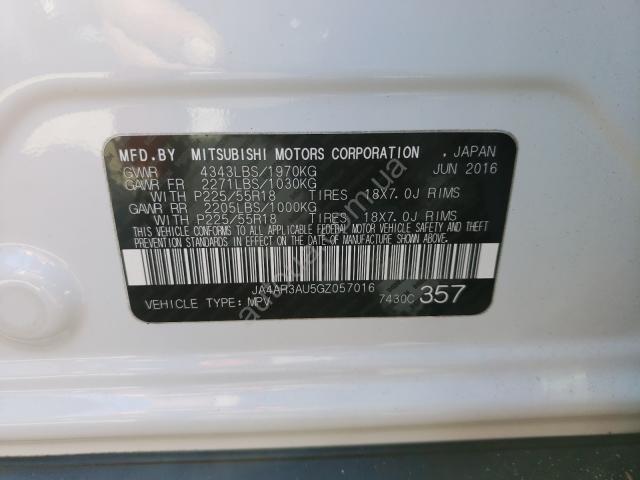 MFD.BY MITSUBISHI MOTORS CORPORATION , JAPAN
GVWR 4343LBS/1970KG JUN 2016
GAWR FR 2271LBS/1030KG
WITH P225/55R18 TIRES 18X7.0J RIMS
GAWR RR 2205LBS/1000KG
WITH P225/55R18 TIRES 18X7.0J RIMS
THIS VEHICLE CONFORMS TO ALL APPLICABLE FEDERAL MOTOR VEHICLE SAFETY AND THEFT
PREVENTION STANDARDS IN EFFECT ON THE DATE OF MANUFACTURE SHOWN ABOVE.
JA4AR3AU5GZ057016
VEHICLE TYPE:MPV 7430C 357